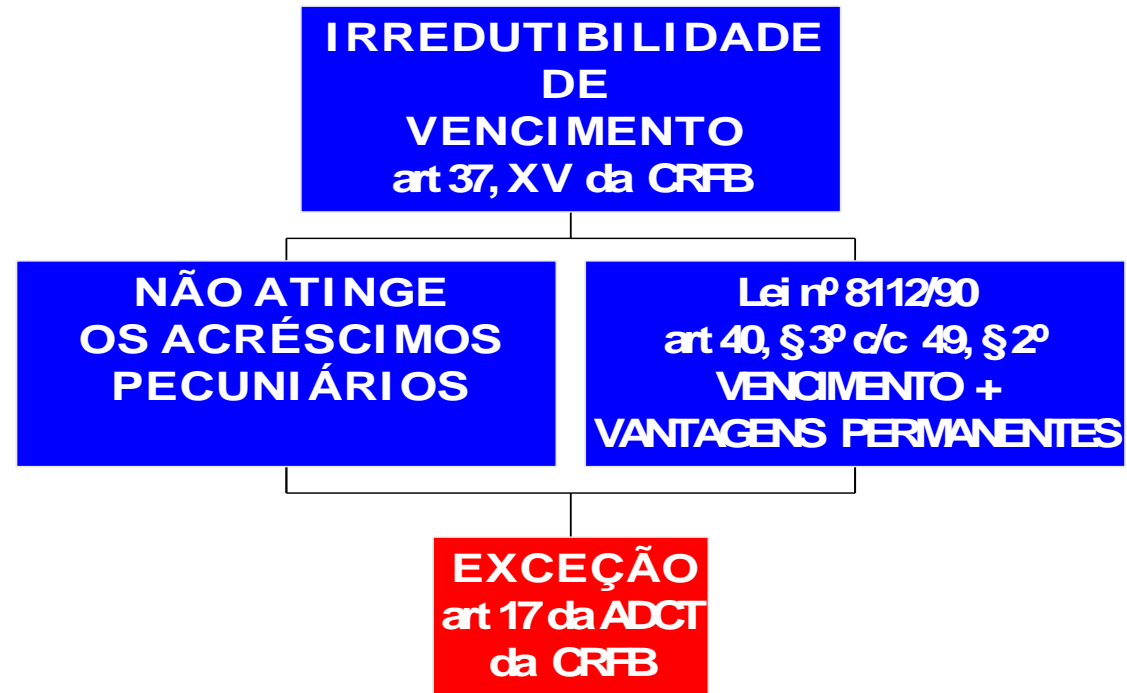 IRREDUTIBILIDADE
DE
VENCIMENTO
art 37, XV da CRFB
NÃO ATINGE
OS ACRÉSCIMOS
PECUNIÁRIOS
Lei nº 8112/90
art 40, § 3º c/c 49, § 2º
VENCIMENTO +
VANTAGENS PERMANENTES
EXCEÇÃO
art 17 da ADCT
da CRFB